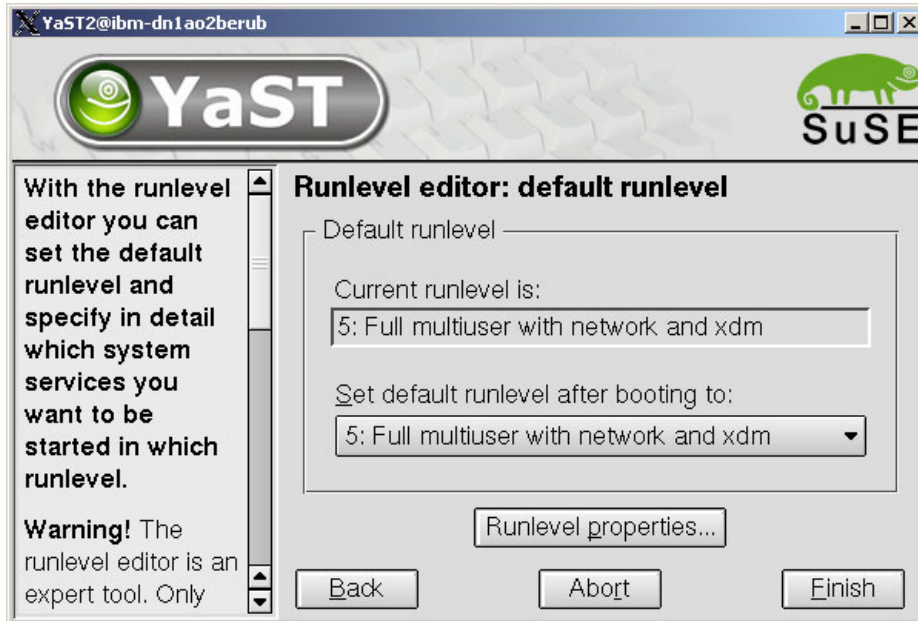 YaST2@ibm-dn1ao2berub
YaST
SuSE
With the runlevel
editor you can
set the default
runlevel and
specify in detail
which system
services you
want to be
started in which
runlevel.
Warning! The
runlevel editor is an
expert tool. Only
Runlevel editor: default runlevel
Default runlevel
Current runlevel is:
5: Full multiuser with network and xdm
Set default runlevel after booting to:
5: Full multiuser with network and xdm
Runlevel properties...
Back
Abort
Finish